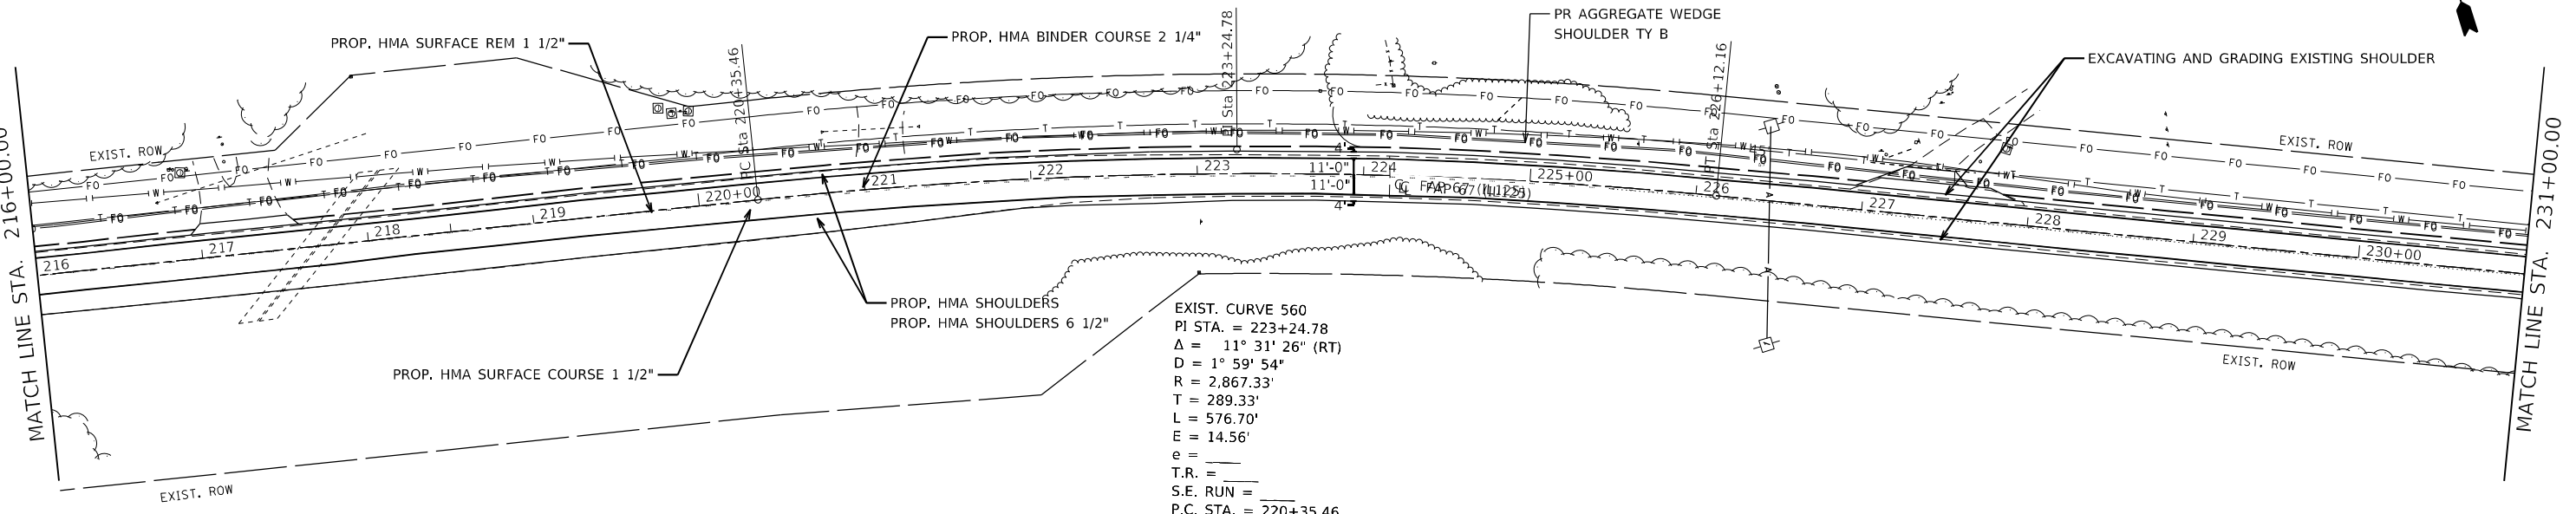 PROP. HMA SURFACE REM 1 1/2"
PROP. HMA BINDER COURSE 2 1/4"
PR AGGREGATE WEDGE
SHOULDER TY B
EXCAVATING AND GRADING EXISTING SHOULDER
PC Sta 220+35.46
PI Sta 223+24.78
PT Sta 226+12.16
MATCH LINE STA. 216+00.00
MATCH LINE STA. 231+00.00
EXIST. ROW
EXIST. ROW
216
217
218
219
220+00
221
222
223
224
225+00
226
227
228
229
230+00
4'
11'-0"
11'-0"
4'
PROP. HMA SHOULDERS
PROP. HMA SHOULDERS 6 1/2"
PROP. HMA SURFACE COURSE 1 1/2"
EXIST. ROW
EXIST. ROW
EXIST. CURVE 560
PI STA. = 223+24.78
Δ = 11° 31' 26" (RT)
D = 1° 59' 54"
R = 2,867.33'
T = 289.33'
L = 576.70'
E = 14.56'
e = ____
T.R. = ____
S.E. RUN = ____
P.C. STA. = 220+35.46